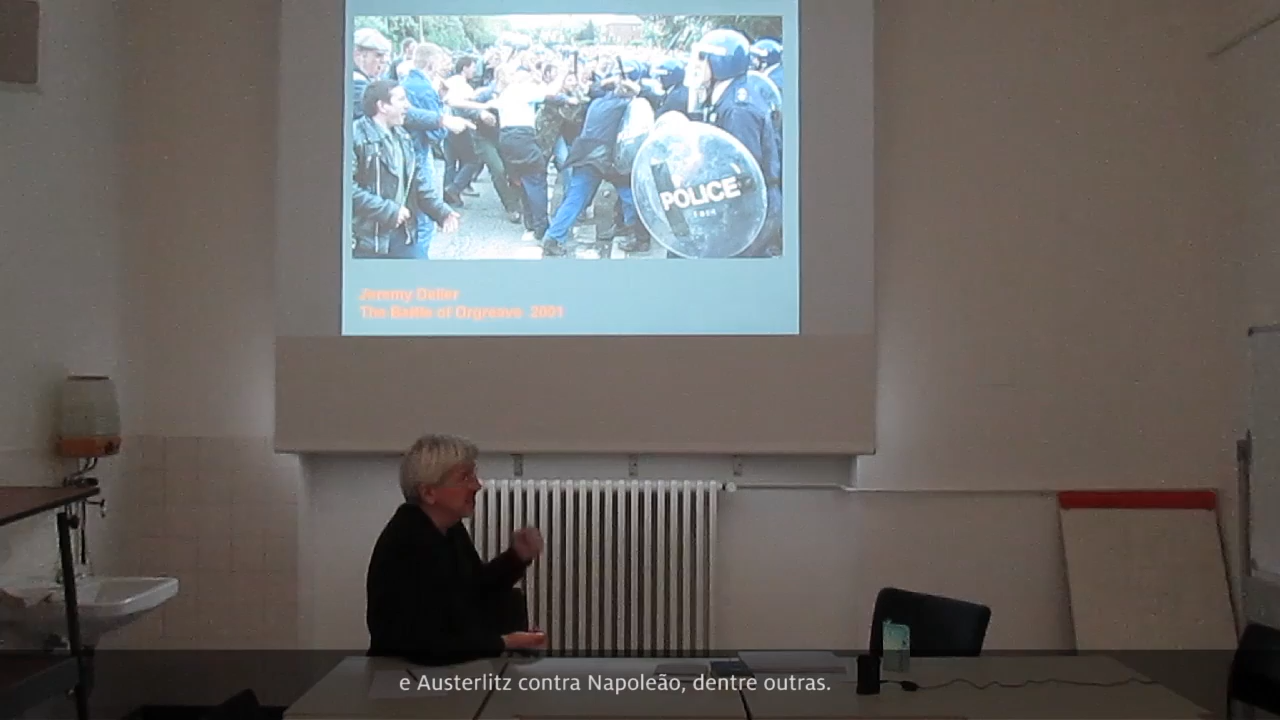 POLICE
Jeremy Deller
The Battle of Orgreave 2001
e Austerlitz contra Napoleão, dentre outras.